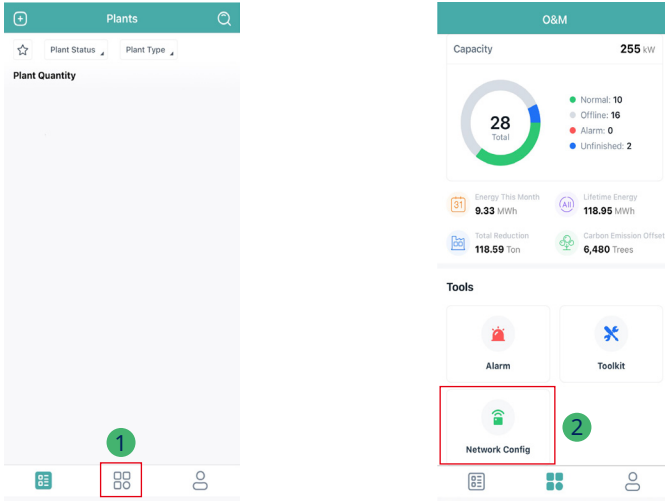 Plants
Plant Status
Plant Type
Plant Quantity
1
O&M
Capacity
255 kW
28
Total
Normal: 10
Offline: 16
Alarm: 0
Unfinished: 2
31
Energy This Month
9.33 MWh
All
Lifetime Energy
118.95 MWh
Total Reduction
118.59 Ton
Carbon Emission Offset
6,480 Trees
Tools
Alarm
Toolkit
Network Config
2